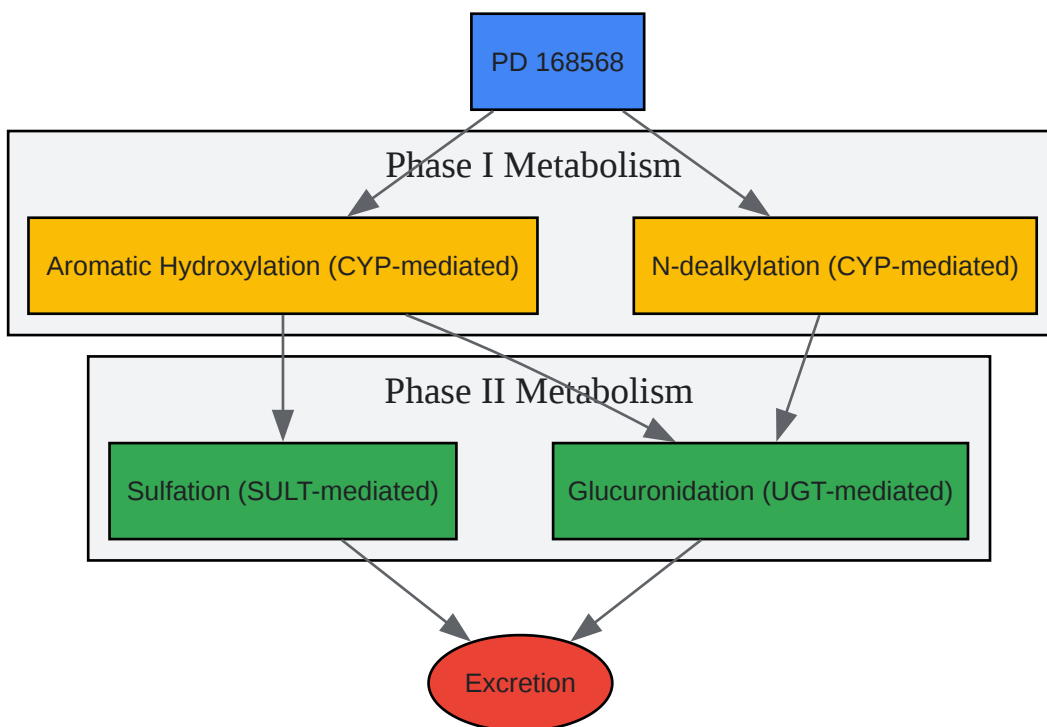 PD 168568
Phase I Metabolism
Aromatic Hydroxylation (CYP-mediated)
N-dealkylation (CYP-mediated)
Phase II Metabolism
Sulfation (SULT-mediated)
Glucuronidation (UGT-mediated)
Excretion